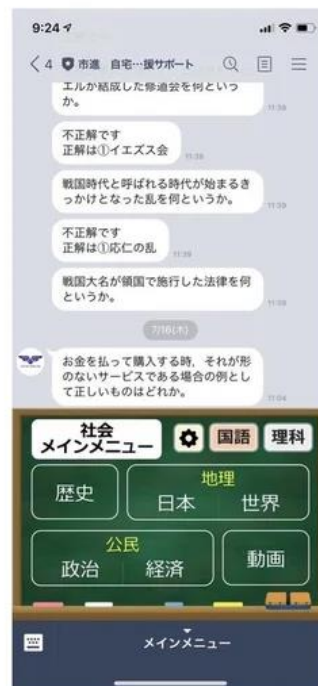 9:24
4 市進 自宅…援サポート
エルが結成した修道会を何という
か。
11:39
不正解です
正解は①イエズス会
11:39
戦国時代と呼ばれる時代が始まるき
っかけとなった乱を何というか。
11:39
不正解です
正解は①応仁の乱
11:39
戦国大名が領国で施行した法律を何
というか。
7/16(木)
お金を払って購入する時、それが形
のないサービスである場合の例とし
て正しいものはどれか。
11:04
社会
メインメニュー
国語
理科
歴史
地理
日本 世界
公民
政治 経済
動画
メインメニュー